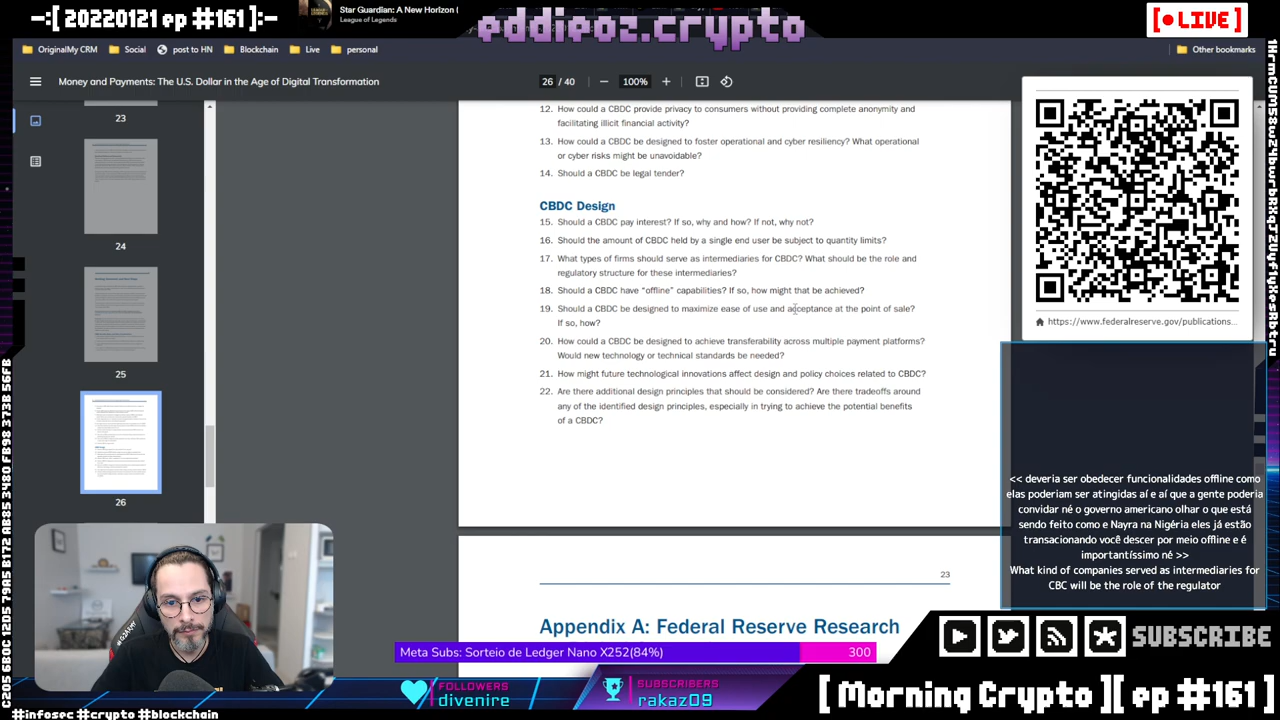 -:[ 20220121 ep #161 ]:-
Star Guardian: A New Horizon (
League of Legends
eddieoz.crypto
[● LIVE]
OriginalMy CRM
Social
post to HN
Blockchain
Live
personal
Other bookmarks
Money and Payments: The U.S. Dollar in the Age of Digital Transformation
26 / 40
100%
23
24
25
26
12. How could a CBDC provide privacy to consumers without providing complete anonymity and
facilitating illicit financial activity?
13. How could a CBDC be designed to foster operational and cyber resiliency? What operational
or cyber risks might be unavoidable?
14. Should a CBDC be legal tender?
CBDC Design
15. Should a CBDC pay interest? If so, why and how? If not, why not?
16. Should the amount of CBDC held by a single end user be subject to quantity limits?
17. What types of firms should serve as intermediaries for CBDC? What should be the role and
regulatory structure for these intermediaries?
18. Should a CBDC have “offline” capabilities? If so, how might that be achieved?
19. Should a CBDC be designed to maximize ease of use and acceptance at the point of sale?
If so, how?
20. How could a CBDC be designed to achieve transferability across multiple payment platforms?
Would new technology or technical standards be needed?
21. How might future technological innovations affect design and policy choices related to CBDC?
22. Are there additional design principles that should be considered? Are there tradeoffs around
any of the identified design principles, especially in trying to achieve the potential benefits
of a CBDC?
23
Appendix A: Federal Reserve Research
https://www.federalreserve.gov/publications...
<< deveria ser obedecer funcionalidades offline como
elas poderiam ser atingidas aí e aí que a gente poderia
convidar né o governo americano olhar o que está
sendo feito como e Nayra na Nigéria eles já estão
transacionando você descer por meio offline e é
importantíssimo né >>
What kind of companies served as intermediaries for
CBC will be the role of the regulator
SUBSCRIBE
Meta Subs: Sorteio de Ledger Nano X252(84%)
300
FOLLOWERS
divenire
SUBSCRIBERS
rakaz09
[ Morning Crypto ][ ep #161 ]
#infosec #crypto #blockchain